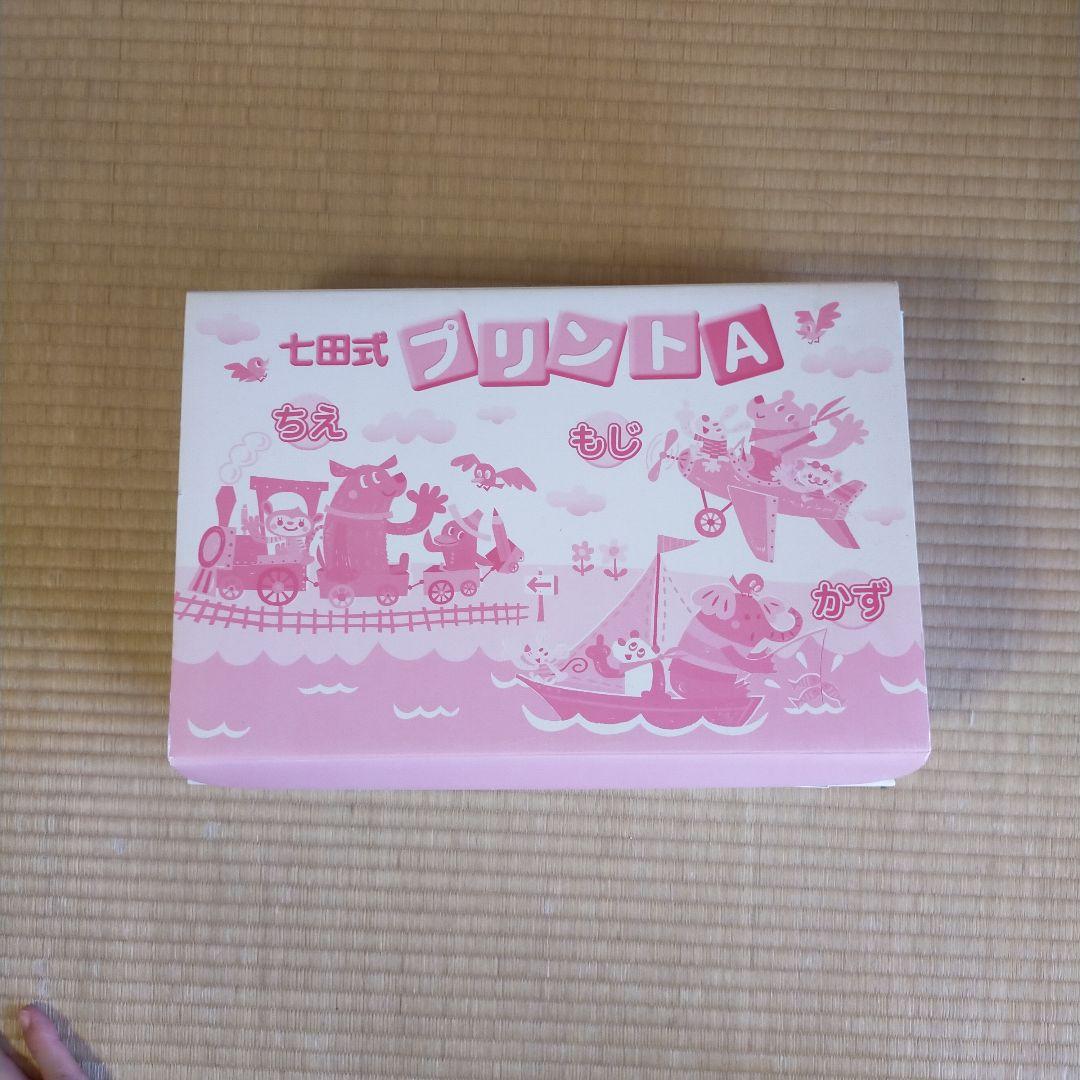 七田式 プリントA
ちえ
もじ
かず